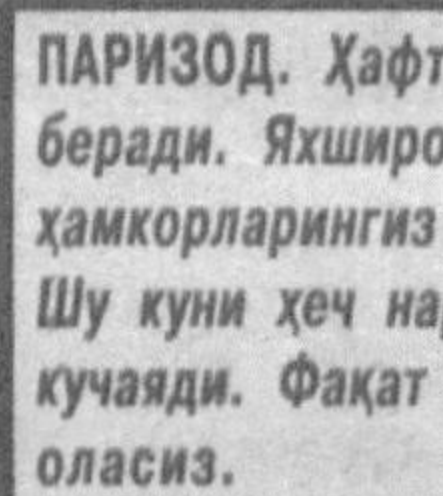 ПАРИЗОД. Ҳафт
беради. Яхширо
ҳамкорларингиз
Шу куни ҳеч на
кучаяди. Фақат
оласиз.